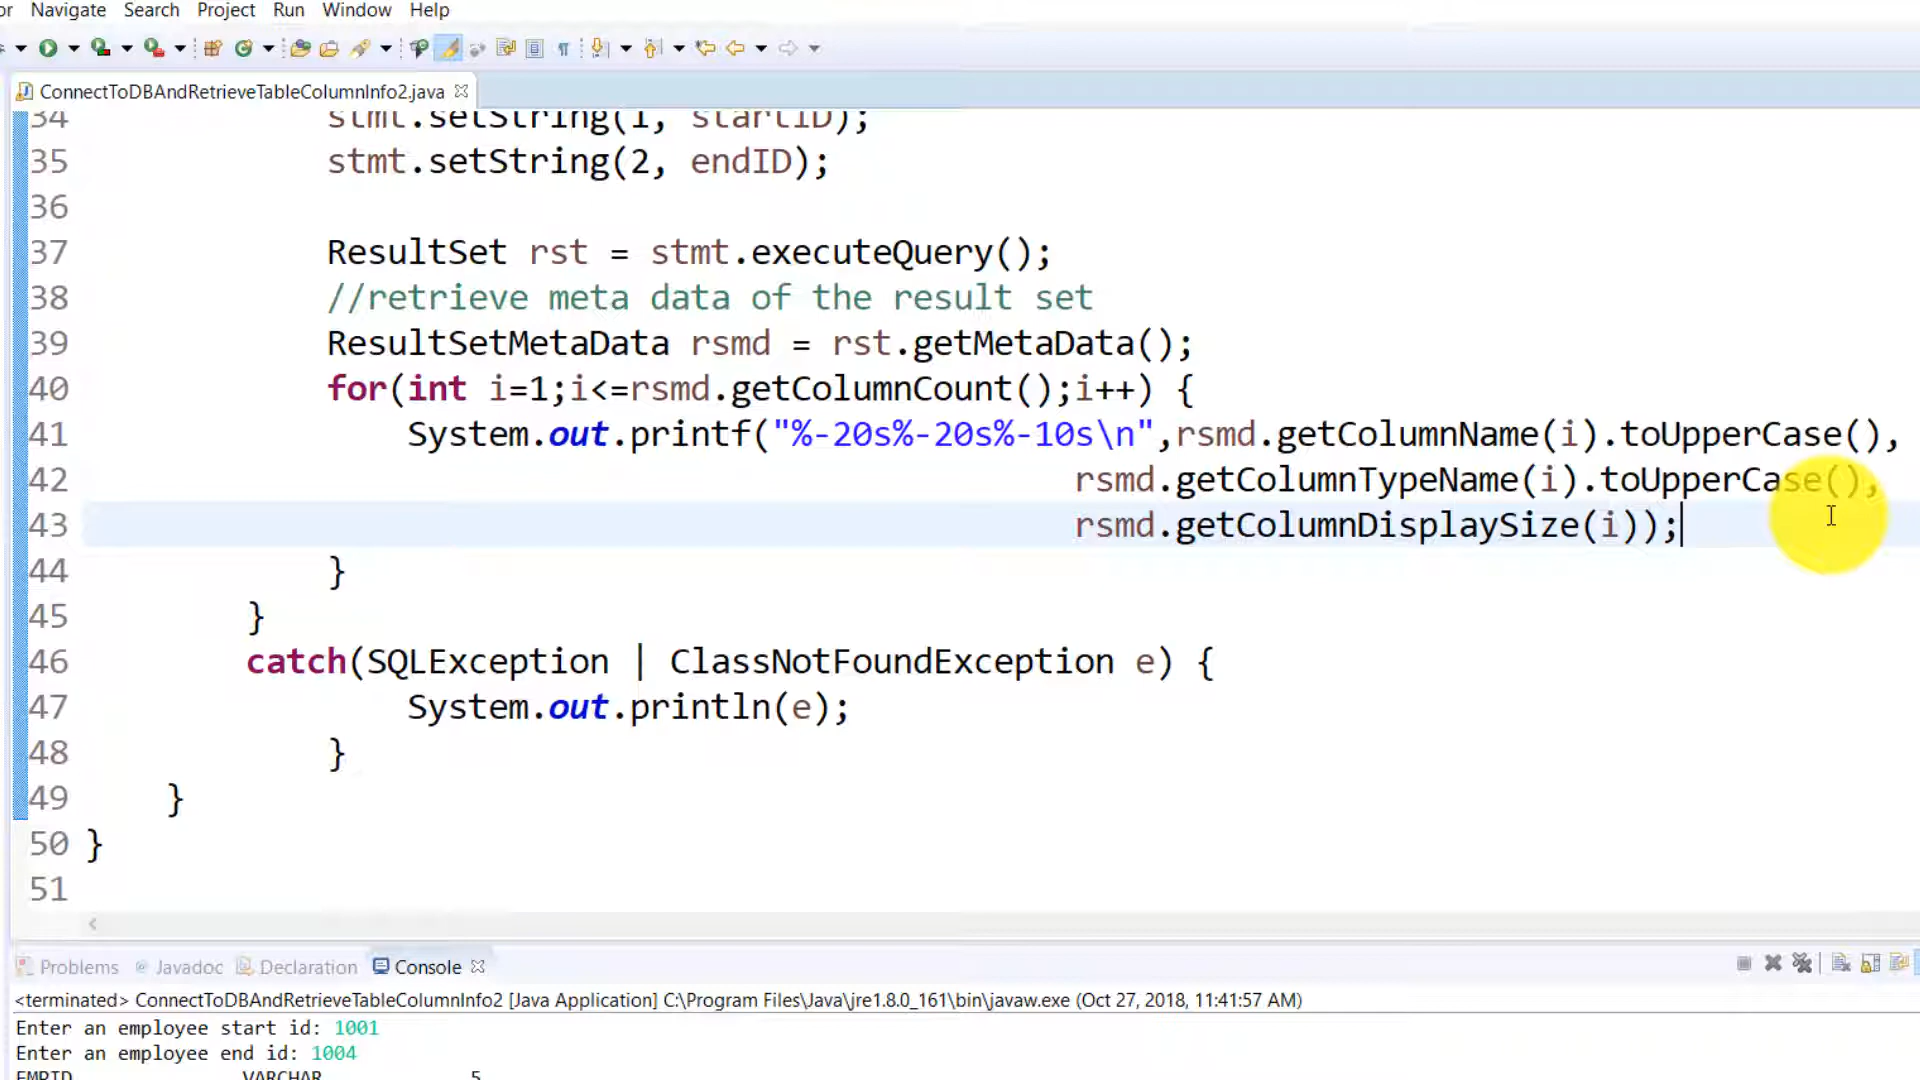 or Navigate Search Project Run Window Help
ConnectToDBAndRetrieveTableColumnInfo2.java
34 stmt.setString(1, startID);
35 stmt.setString(2, endID);
36
37 ResultSet rst = stmt.executeQuery();
38 //retrieve meta data of the result set
39 ResultSetMetaData rsmd = rst.getMetaData();
40 for(int i=1;i<=rsmd.getColumnCount();i++) {
41 System.out.printf("%-20s%-20s%-10s\n",rsmd.getColumnName(i).toUpperCase(),
42 rsmd.getColumnTypeName(i).toUpperCase(),
43 rsmd.getColumnDisplaySize(i));
44 }
45 }
46 catch(SQLException | ClassNotFoundException e) {
47 System.out.println(e);
48 }
49 }
50 }
51
Problems Javadoc Declaration Console
<terminated> ConnectToDBAndRetrieveTableColumnInfo2 [Java Application] C:\Program Files\Java\jre1.8.0_161\bin\javaw.exe (Oct 27, 2018, 11:41:57 AM)
Enter an employee start id: 1001
Enter an employee end id: 1004
EMPID VARCHAR 5